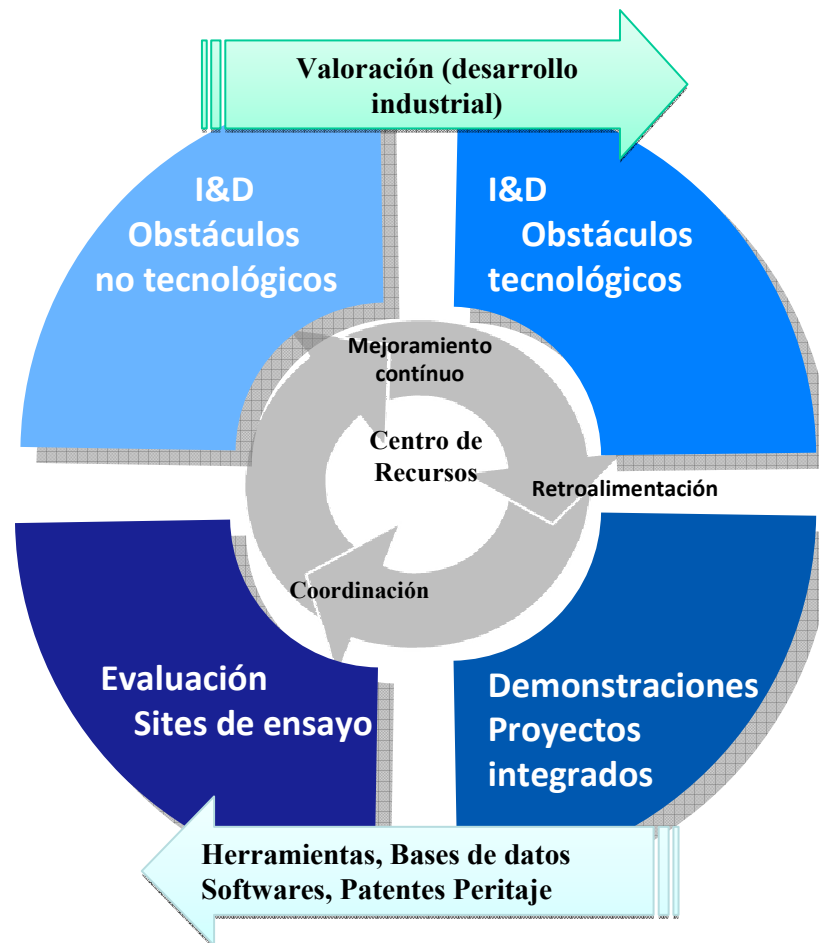 Valoración (desarrollo
industrial)
I&D
Obstáculos
no tecnológicos
I&D
Obstáculos
tecnológicos
Mejoramiento
contínuo
Centro de
Recursos
Retroalimentación
Coordinación
Evaluación
Sites de ensayo
Demonstraciones
Proyectos
integrados
Herramientas, Bases de datos
Softwares, Patentes Peritaje